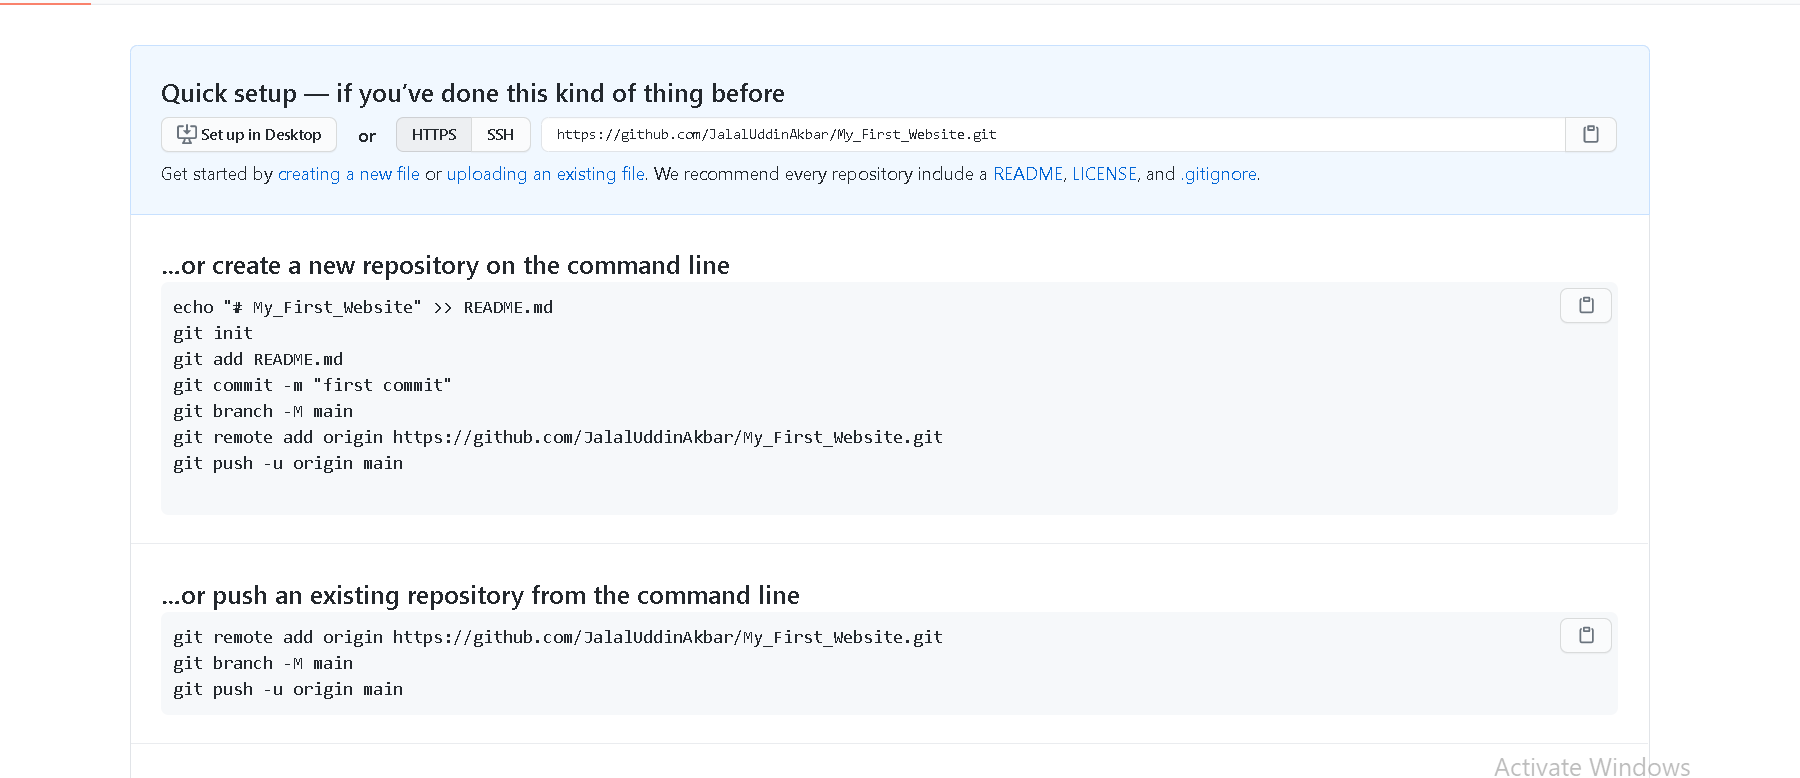 Quick setup — if you’ve done this kind of thing before
Set up in Desktop or HTTPS SSH https://github.com/JalalUddinAkbar/My_First_Website.git
Get started by creating a new file or uploading an existing file. We recommend every repository include a README, LICENSE, and .gitignore.
...or create a new repository on the command line
echo "# My_First_Website" >> README.md
git init
git add README.md
git commit -m "first commit"
git branch -M main
git remote add origin https://github.com/JalalUddinAkbar/My_First_Website.git
git push -u origin main
...or push an existing repository from the command line
git remote add origin https://github.com/JalalUddinAkbar/My_First_Website.git
git branch -M main
git push -u origin main
Activate Windows